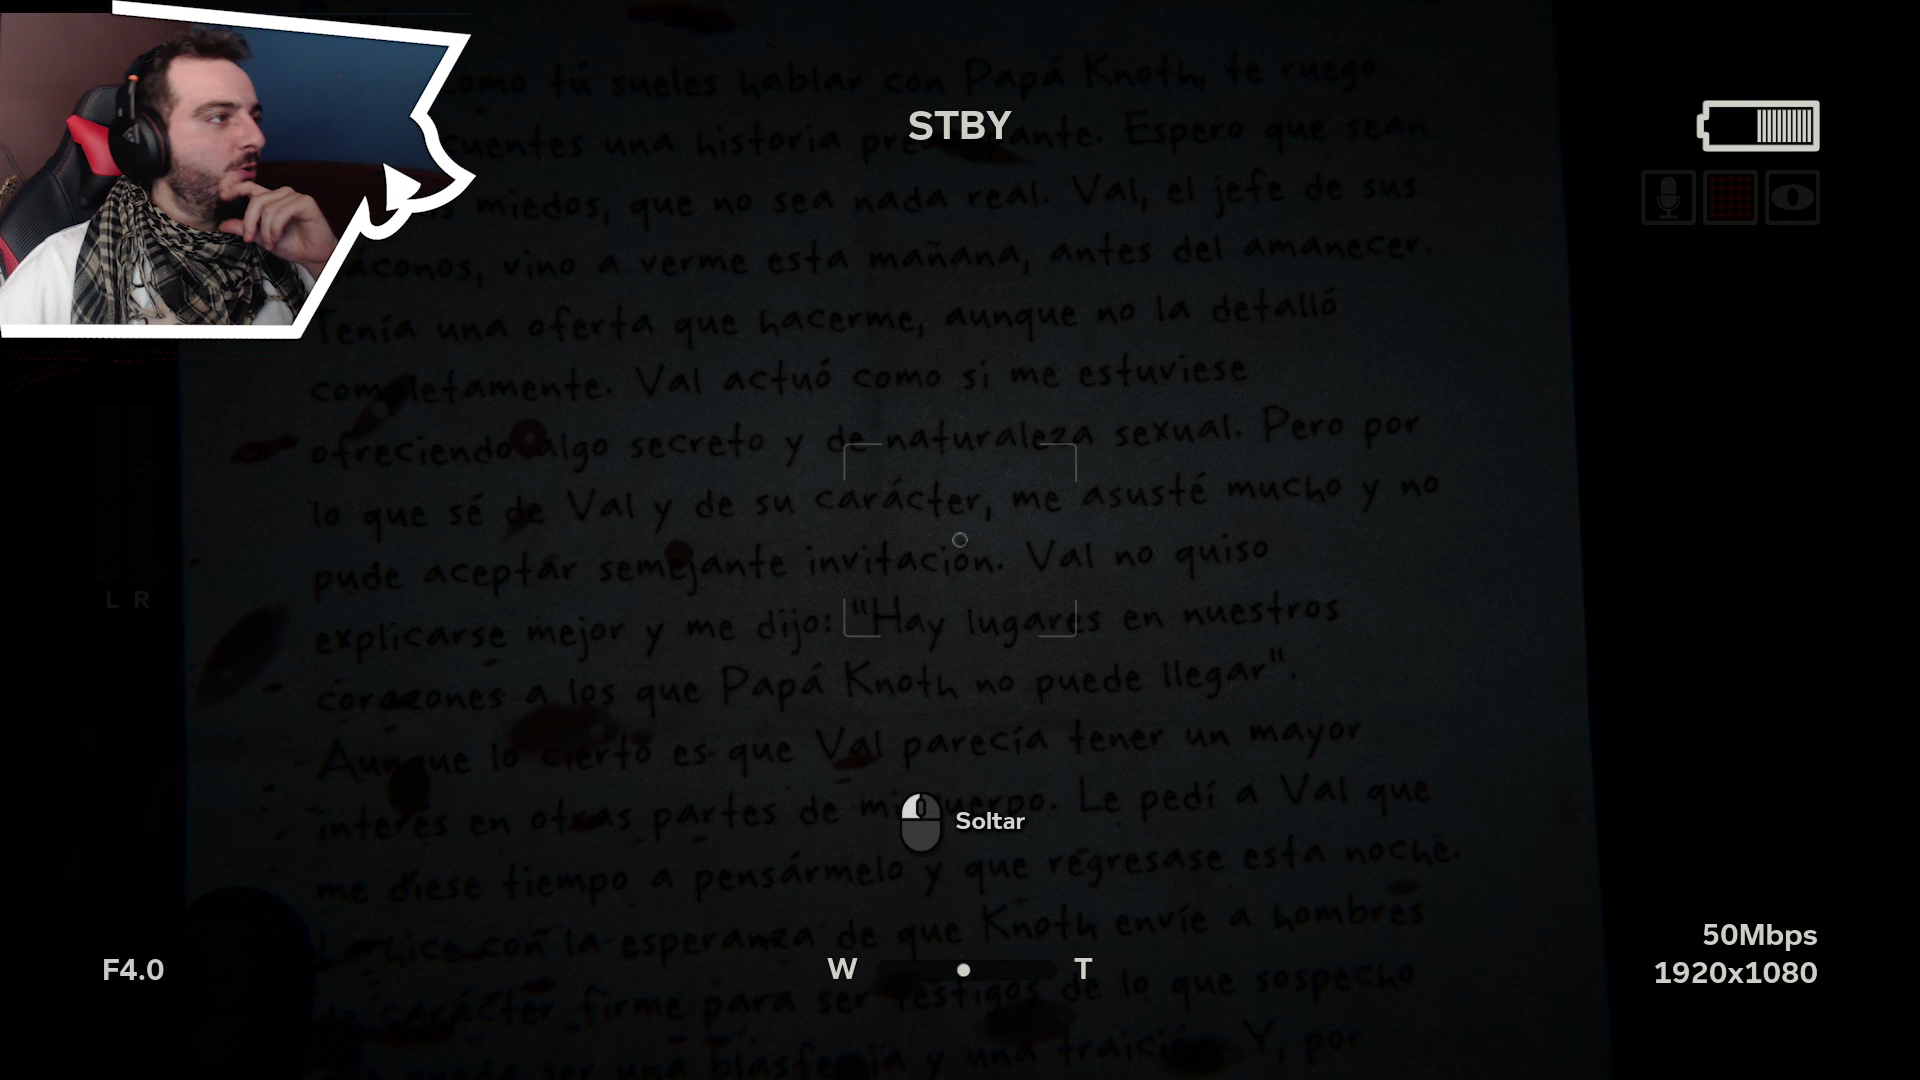 como tú sueles hablar con Papá Knoth, te ruego
STBY
cuentes una historia Espero que sean
miedos, que no sea nada real. Val, el jefe de sus
vino a verme esta mañana, antes del amanecer.
Tenía una oferta que hacerme, aunque no la detalló
completamente. Val actuó como si me estuviese
ofreciendo algo secreto y de naturaleza sexual. Pero por
lo que sé de Val y de su carácter, me asusté mucho y no
pude aceptar semejante invitación. Val no quiso
explicarse mejor y me dijo: "Hay lugares en nuestros
corazones a los que Papá Knoth no puede llegar".
Aunque lo cierto es que Val parecía tener un mayor
interés en otras partes de mi cuerpo. Le pedí a Val que
Soltar
me diese tiempo a pensármelo y que regresase esta noche.
Lo hice con la esperanza de que Knoth envíe a hombres
de carácter firme para ser testigos de lo que sospecho
pueda ser una blasfemia y una traición. Y, por
L R
F4.0
W T
50Mbps
1920x1080